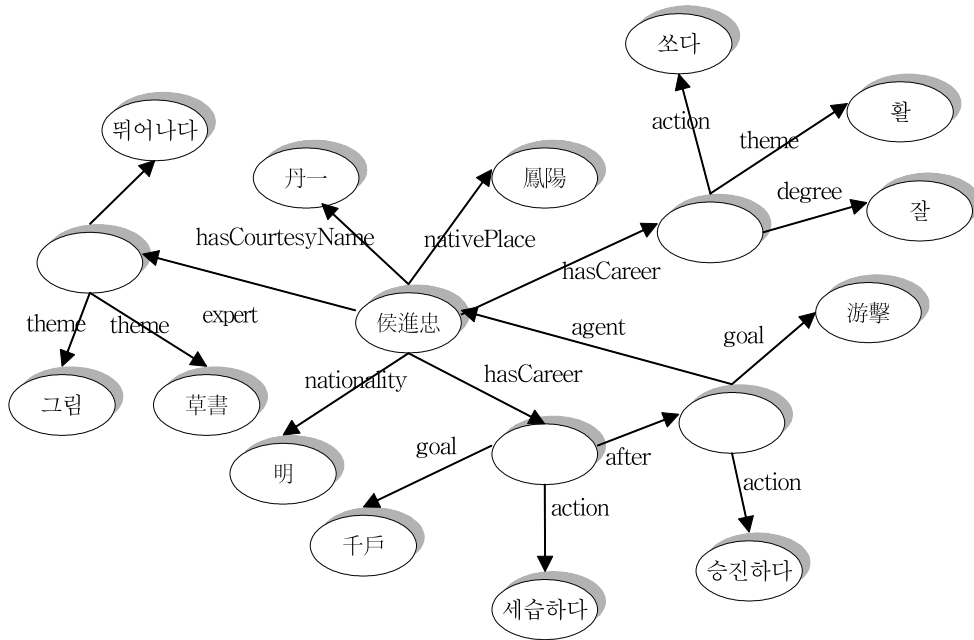 쏘다
활
action
theme
뛰어나다
丹一
鳳陽
degree
잘
hasCourtesyName
nativePlace
hasCareer
游擊
theme
theme
expert
侯進忠
agent
goal
nationality
hasCareer
그림
草書
goal
after
明
action
action
千戶
승진하다
세습하다